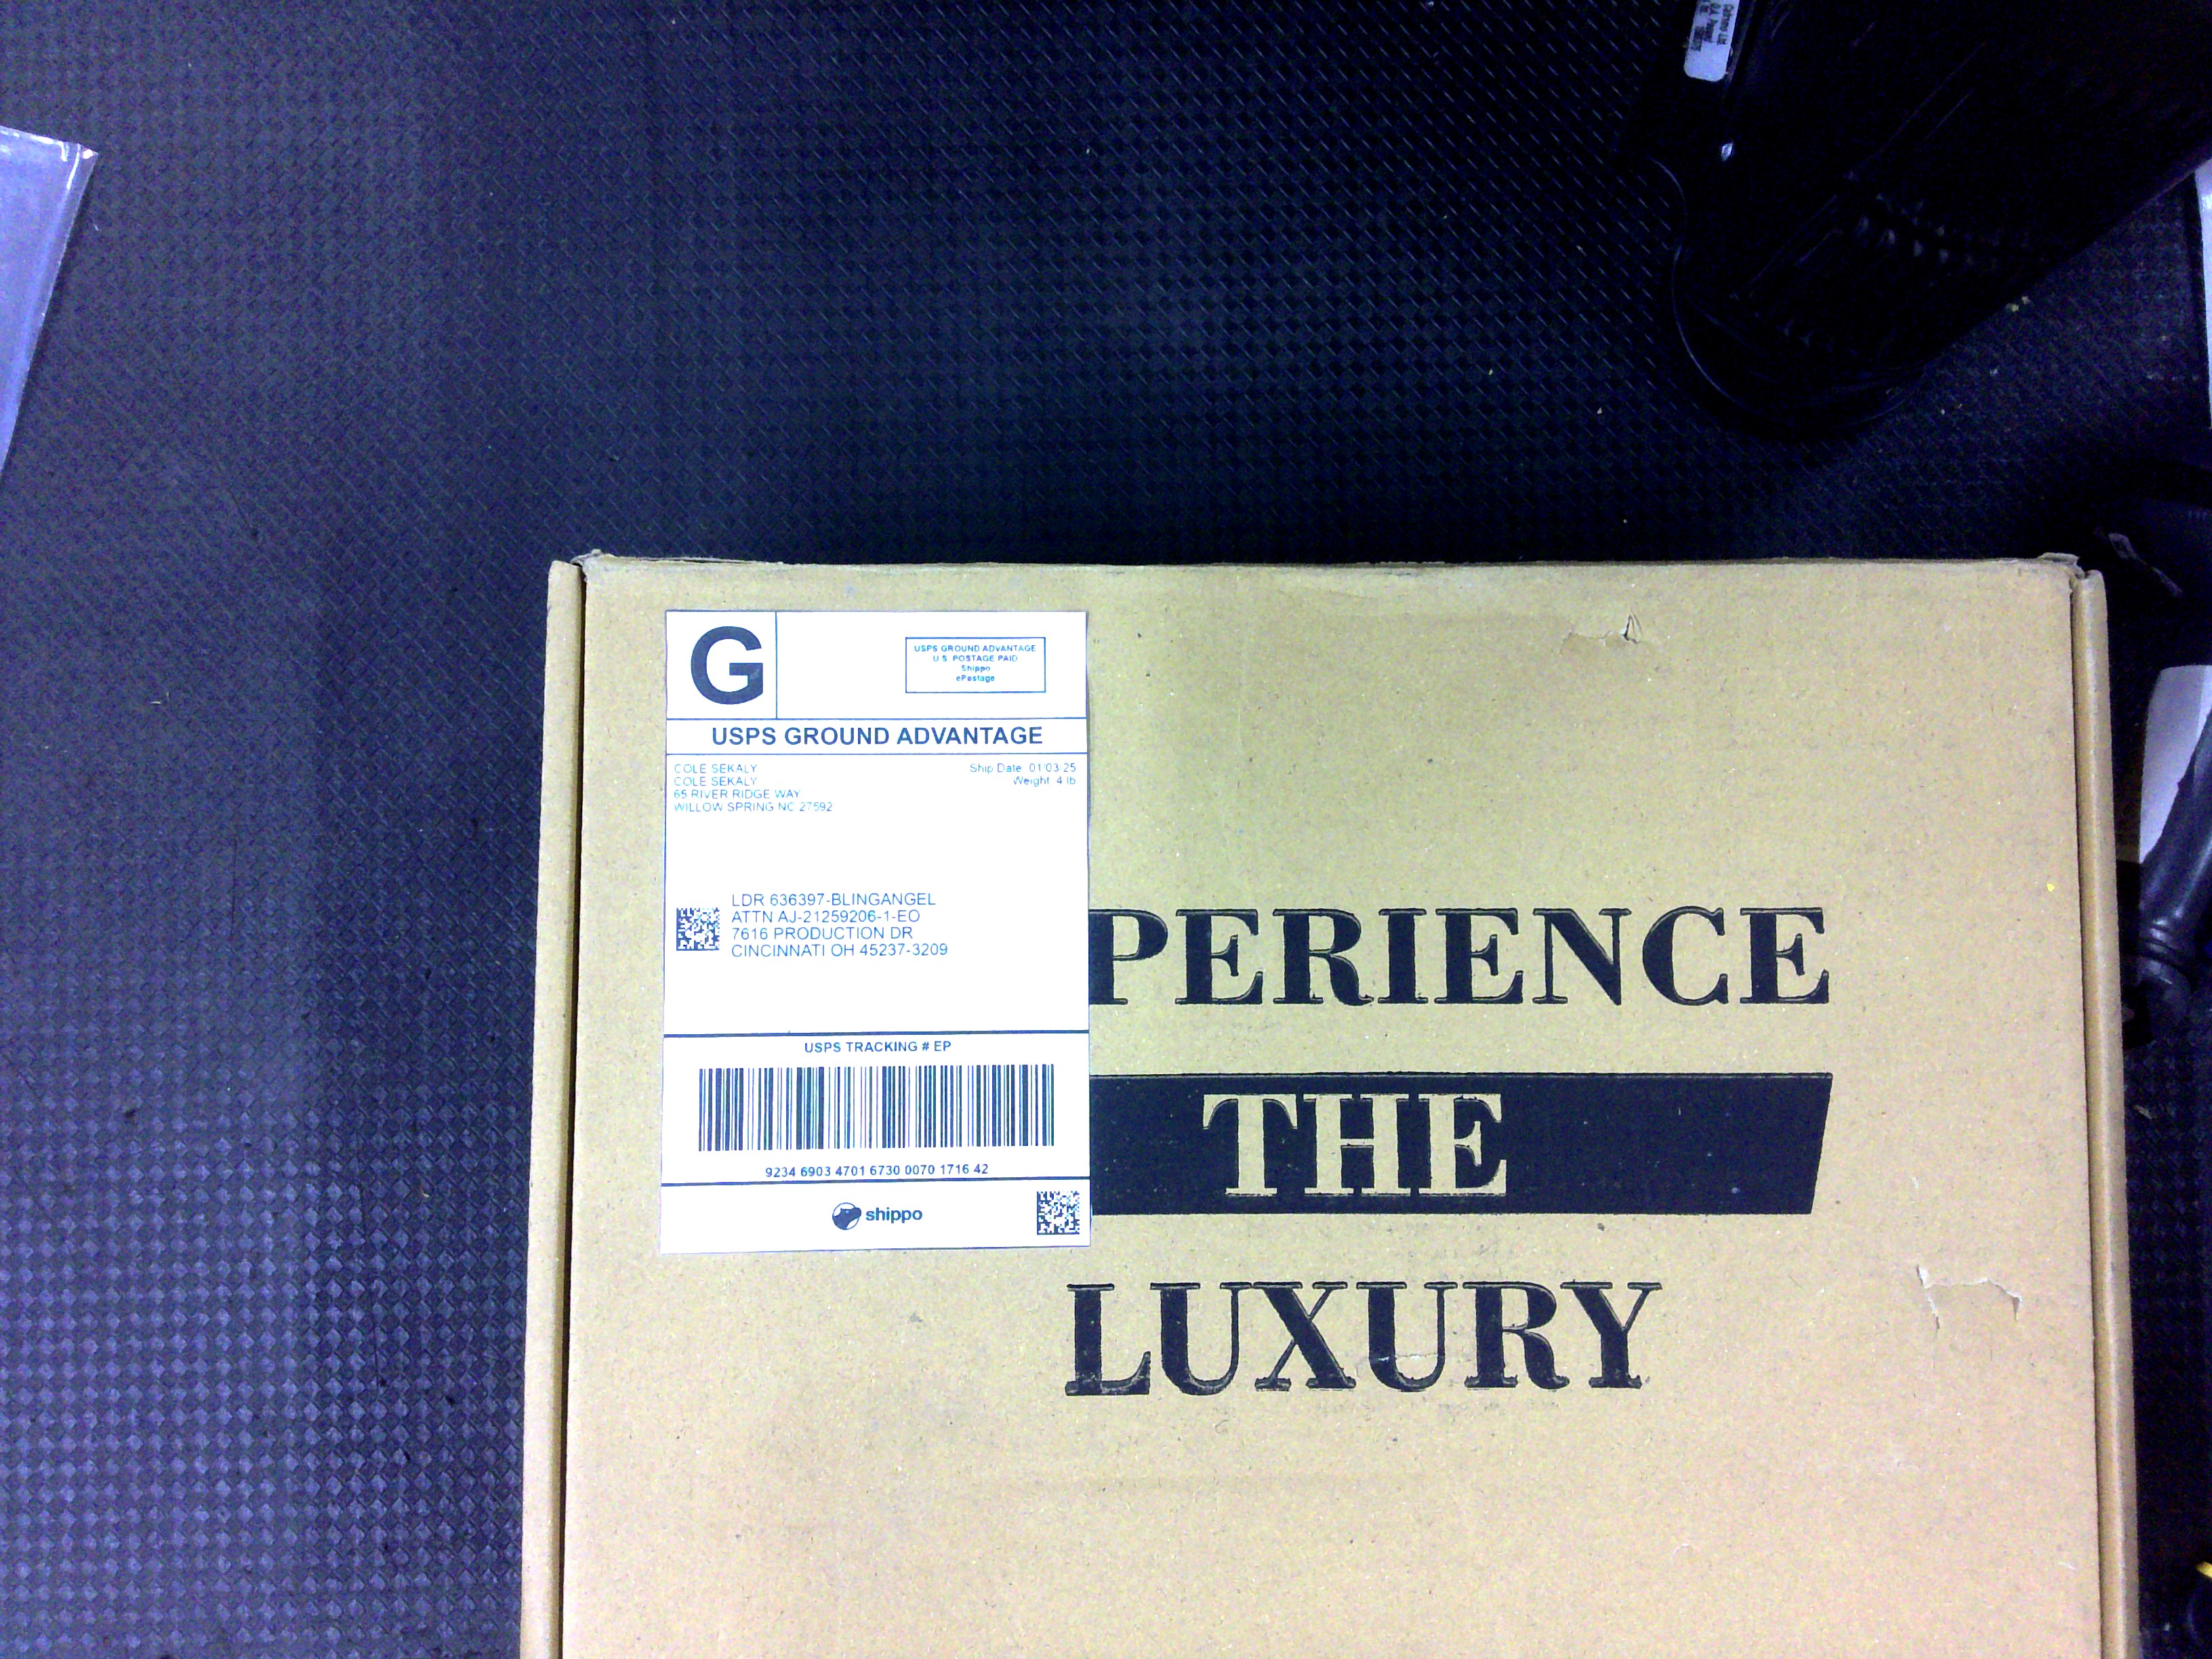 G
USPS GROUND ADVANTAGE
U.S. POSTAGE PAID
Shippo
ePostage
USPS GROUND ADVANTAGE
COLE SEKALY
COLE SEKALY
65 RIVER RIDGE WAY
WILLOW SPRING NC 27592
Ship Date: 01/03/25
Weight: 4 lb
LDR 636397-BLINGANGEL
ATTN AJ-21259206-1-EO
7616 PRODUCTION DR
CINCINNATI OH 45237-3209
USPS TRACKING # EP
9234 6903 4701 6730 0070 1716 42
shippo
PERIENCE
THE
LUXURY